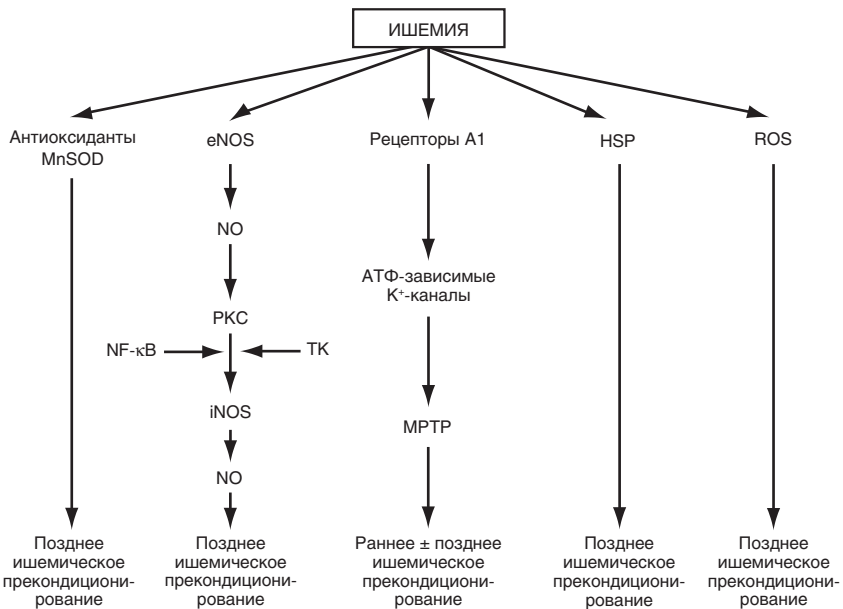 ИШЕМИЯ
Антиоксиданты
MnSOD
eNOS
Рецепторы А1
HSP
ROS
NO
АТФ-зависимые
K⁺-каналы
PKC
NF-κB
TK
iNOS
MPTP
NO
Позднее
ишемическое
прекондициони-
рование
Позднее
ишемическое
прекондициони-
рование
Раннее ± позднее
ишемическое
прекондициони-
рование
Позднее
ишемическое
прекондициони-
рование
Позднее
ишемическое
прекондициони-
рование